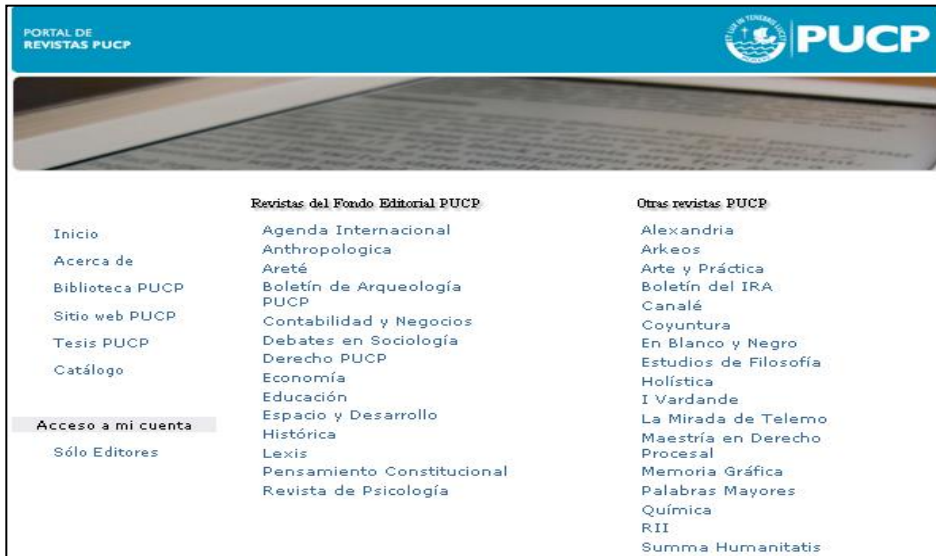 PORTAL DE
REVISTAS PUCP
PUCP
Inicio
Acerca de
Biblioteca PUCP
Sitio web PUCP
Tesis PUCP
Catálogo
Acceso a mi cuenta
Sólo Editores
Revistas del Fondo Editorial PUCP
Agenda Internacional
Anthropologica
Areté
Boletín de Arqueología
PUCP
Contabilidad y Negocios
Debates en Sociología
Derecho PUCP
Economía
Educación
Espacio y Desarrollo
Histórica
Lexis
Pensamiento Constitucional
Revista de Psicología
Otras revistas PUCP
Alexandria
Arkeos
Arte y Práctica
Boletín del IRA
Canalé
Coyuntura
En Blanco y Negro
Estudios de Filosofía
Holística
I Vardande
La Mirada de Telemo
Maestría en Derecho
Procesal
Memoria Gráfica
Palabras Mayores
Química
RII
Summa Humanitatis